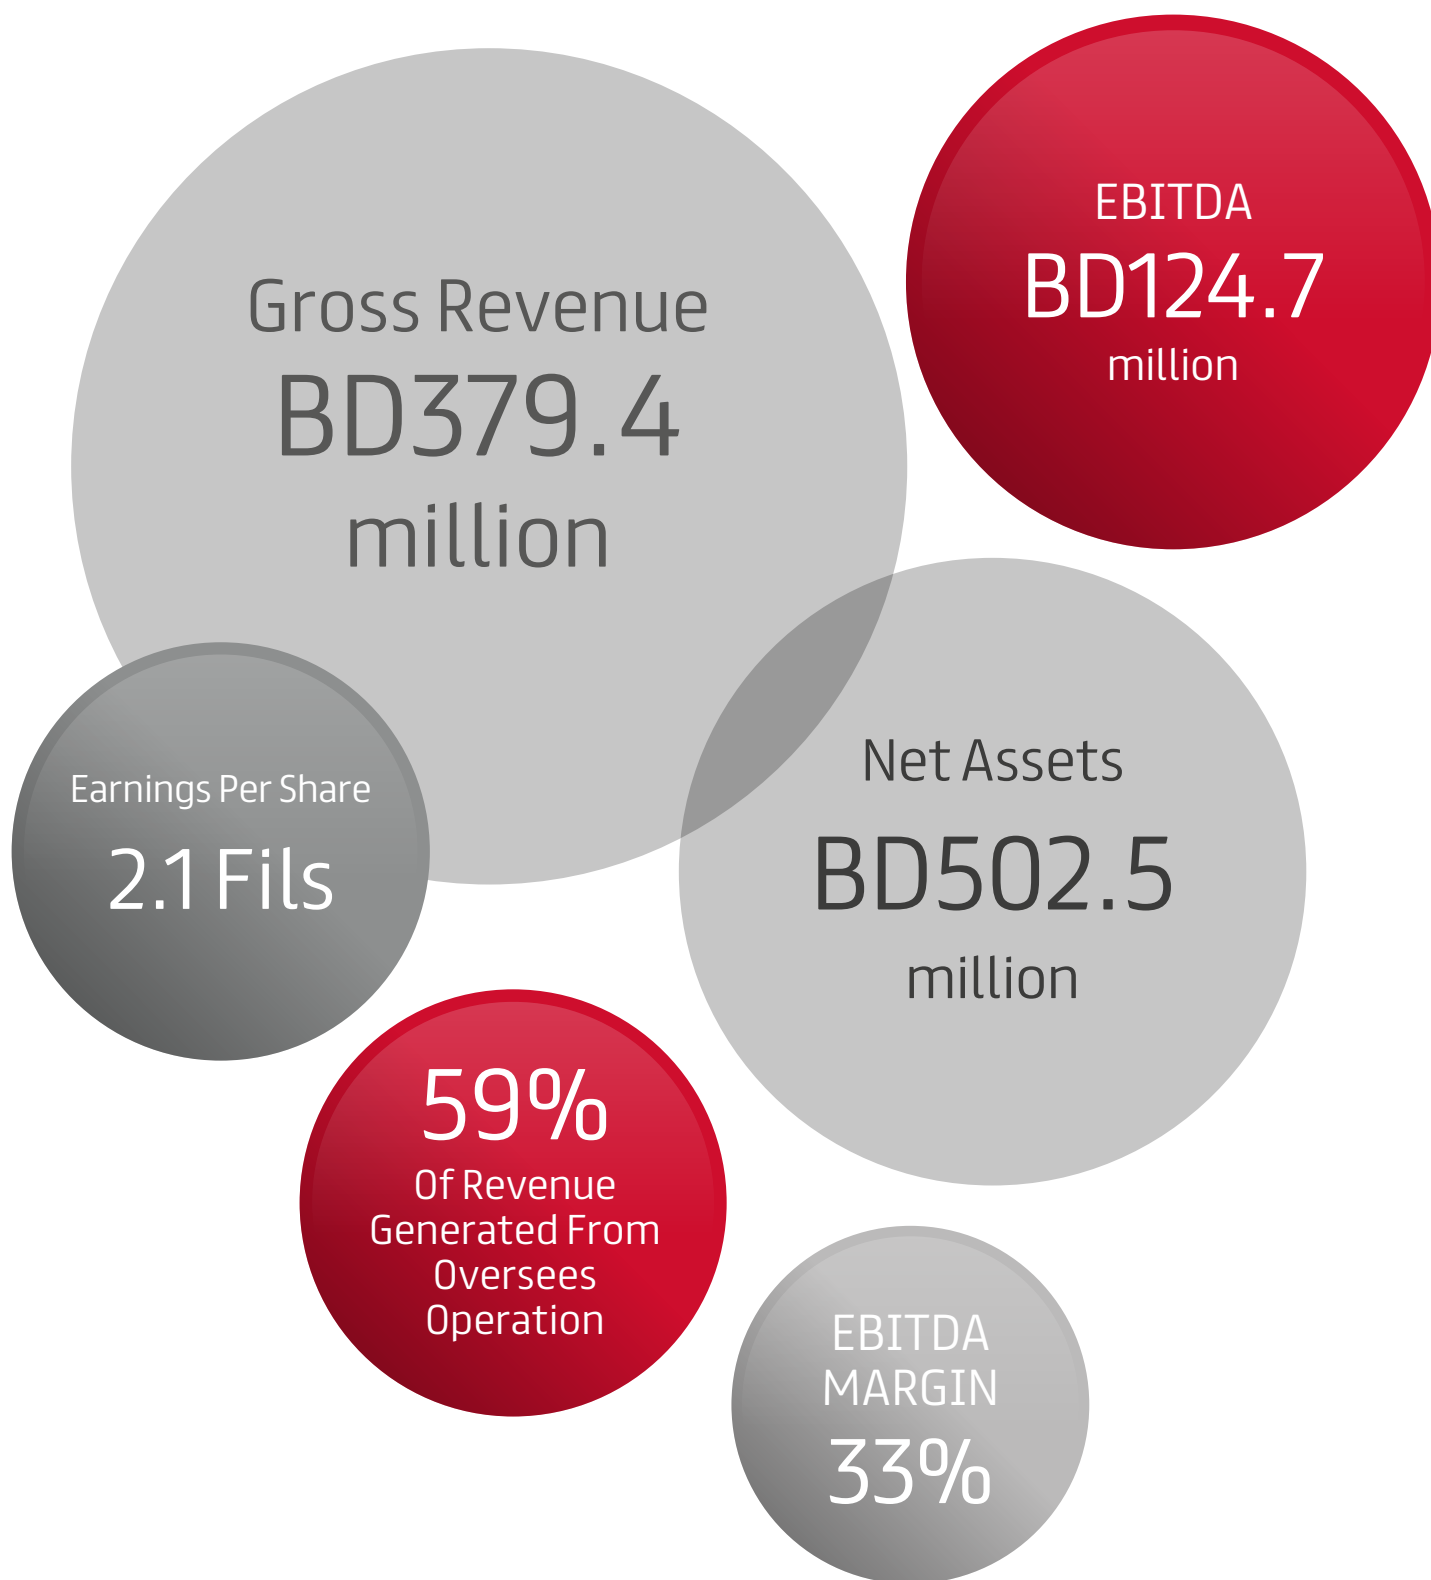 EBITDA
BD124.7
million
Gross Revenue
BD379.4
million
Net Assets
BD502.5
million
Earnings Per Share
2.1 Fils
59%
Of Revenue
Generated From
Oversees
Operation
EBITDA
MARGIN
33%